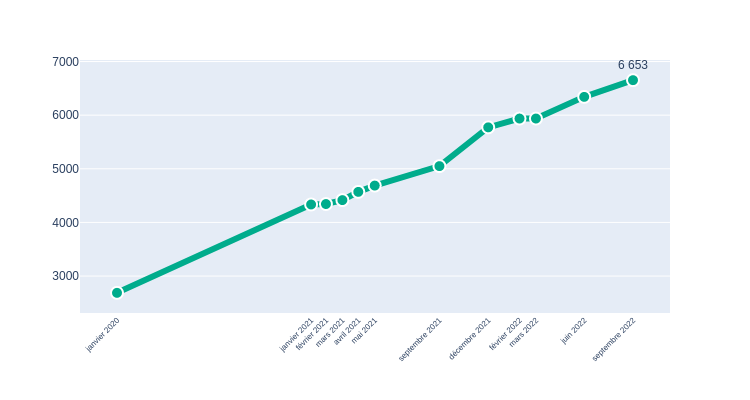 6 653
7000
6000
5000
4000
3000
janvier 2020
janvier 2021
février 2021
mars 2021
avril 2021
mai 2021
septembre 2021
décembre 2021
février 2022
mars 2022
juin 2022
septembre 2022